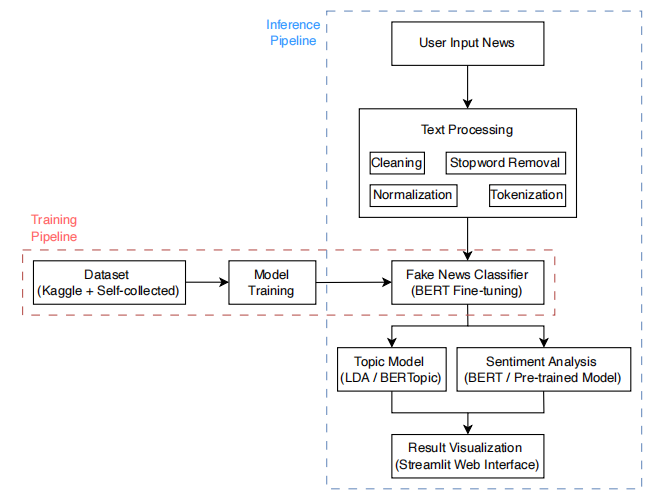 Inference
Pipeline
User Input News
Text Processing
Cleaning
Stopword Removal
Normalization
Tokenization
Training
Pipeline
Dataset
(Kaggle + Self-collected)
Model
Training
Fake News Classifier
(BERT Fine-tuning)
Topic Model
(LDA / BERTopic)
Sentiment Analysis
(BERT / Pre-trained Model)
Result Visualization
(Streamlit Web Interface)